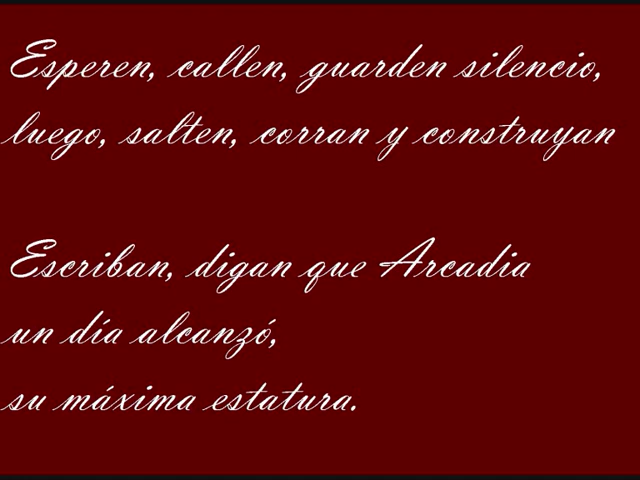 Esperen, callen, guarden silencio,
luego, salten, corran y construyan
Escriban, digan que Arcadia
un día alcanzó,
su máxima estatura.